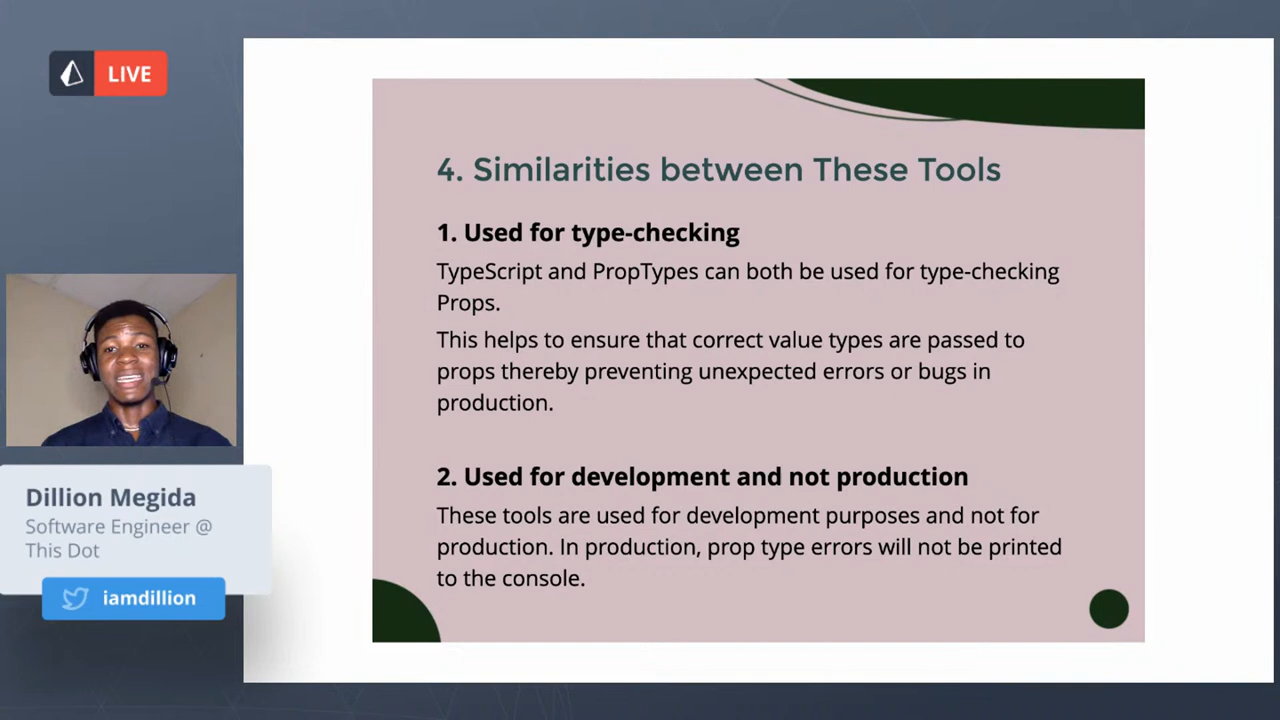 LIVE
4. Similarities between These Tools
1. Used for type-checking
TypeScript and PropTypes can both be used for type-checking
Props.
This helps to ensure that correct value types are passed to
props thereby preventing unexpected errors or bugs in
production.
2. Used for development and not production
These tools are used for development purposes and not for
production. In production, prop type errors will not be printed
to the console.
Dillion Megida
Software Engineer @
This Dot
iamdillion